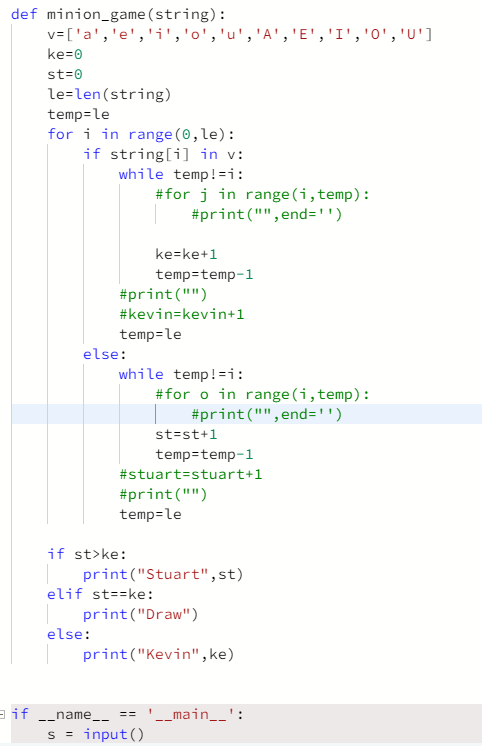 def minion_game(string):
    v=['a','e','i','o','u','A','E','I','O','U']
    ke=0
    st=0
    le=len(string)
    temp=le
    for i in range(0,le):
        if string[i] in v:
            while temp!=i:
                #for j in range(i,temp):
                    #print("",end='')
                ke=ke+1
                temp=temp-1
            #print("")
            #kevin=kevin+1
            temp=le
        else:
            while temp!=i:
                #for o in range(i,temp):
                    #print("",end='')
                st=st+1
                temp=temp-1
            #stuart=stuart+1
            #print("")
            temp=le
    if st>ke:
        print("Stuart",st)
    elif st==ke:
        print("Draw")
    else:
        print("Kevin",ke)
if __name__ == '__main__':
    s = input()